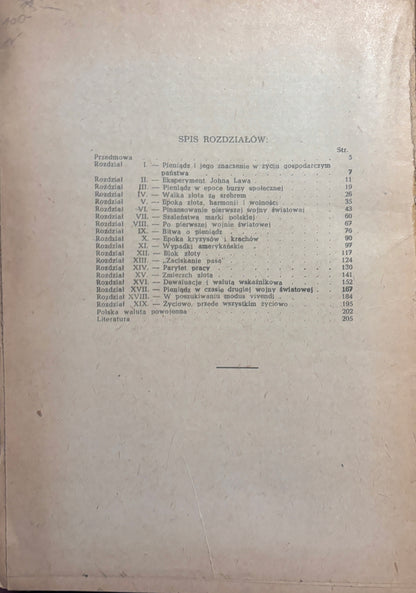 100-
SPIS ROZDZIAŁÓW:
Str.
Przedmowa . . . . . . . . . . . . . 5
Rozdział I. — Pieniądz i jego znaczenie w życiu gospodarczym
państwa . . . . . . . . . . 7
Rozdział II. — Eksperyment Johna Lawa . . . . . . 11
Rozdział III. — Pieniądz w epoce burzy społecznej . . . . 19
Rozdział IV. — Walka złota ze srebrem . . . . . . 26
Rozdział V. — Epoka złota, harmonii i wolności . . . . 35
Rozdział VI. — Finansowanie pierwszej wojny światowej . . 43
Rozdział VII. — Szaleństwa marki polskiej . . . . . 60
Rozdział VIII. — Po pierwszej wojnie światowej . . . . 67
Rozdział IX. — Bitwa o pieniądz . . . . . . . 76
Rozdział X. — Epoka kryzysów i krachów . . . . . 90
Rozdział XI. — Wypadki amerykańskie . . . . . . 97
Rozdział XII. — Blok złoty . . . . . . . . 117
Rozdział XIII. — „Zaciskanie pasa" . . . . . . . 124
Rozdział XIV. — Parytet pracy . . . . . . . . 130
Rozdział XV. — Zmierzch złota . . . . . . . . 141
Rozdział XVI. — Dewaluacje i waluta wskaźnikowa . . . . 152
Rozdział XVII. — Pieniądz w czasie drugiej wojny światowej . . 167
Rozdział XVIII. — W poszukiwaniu modus vivendi . . . . 184
Rozdział XIX. — Życiowo, przede wszystkim życiowo . . . 195
Polska waluta powojenna . . . . . . . . . . 202
Literatura . . . . . . . . . . . . . 205